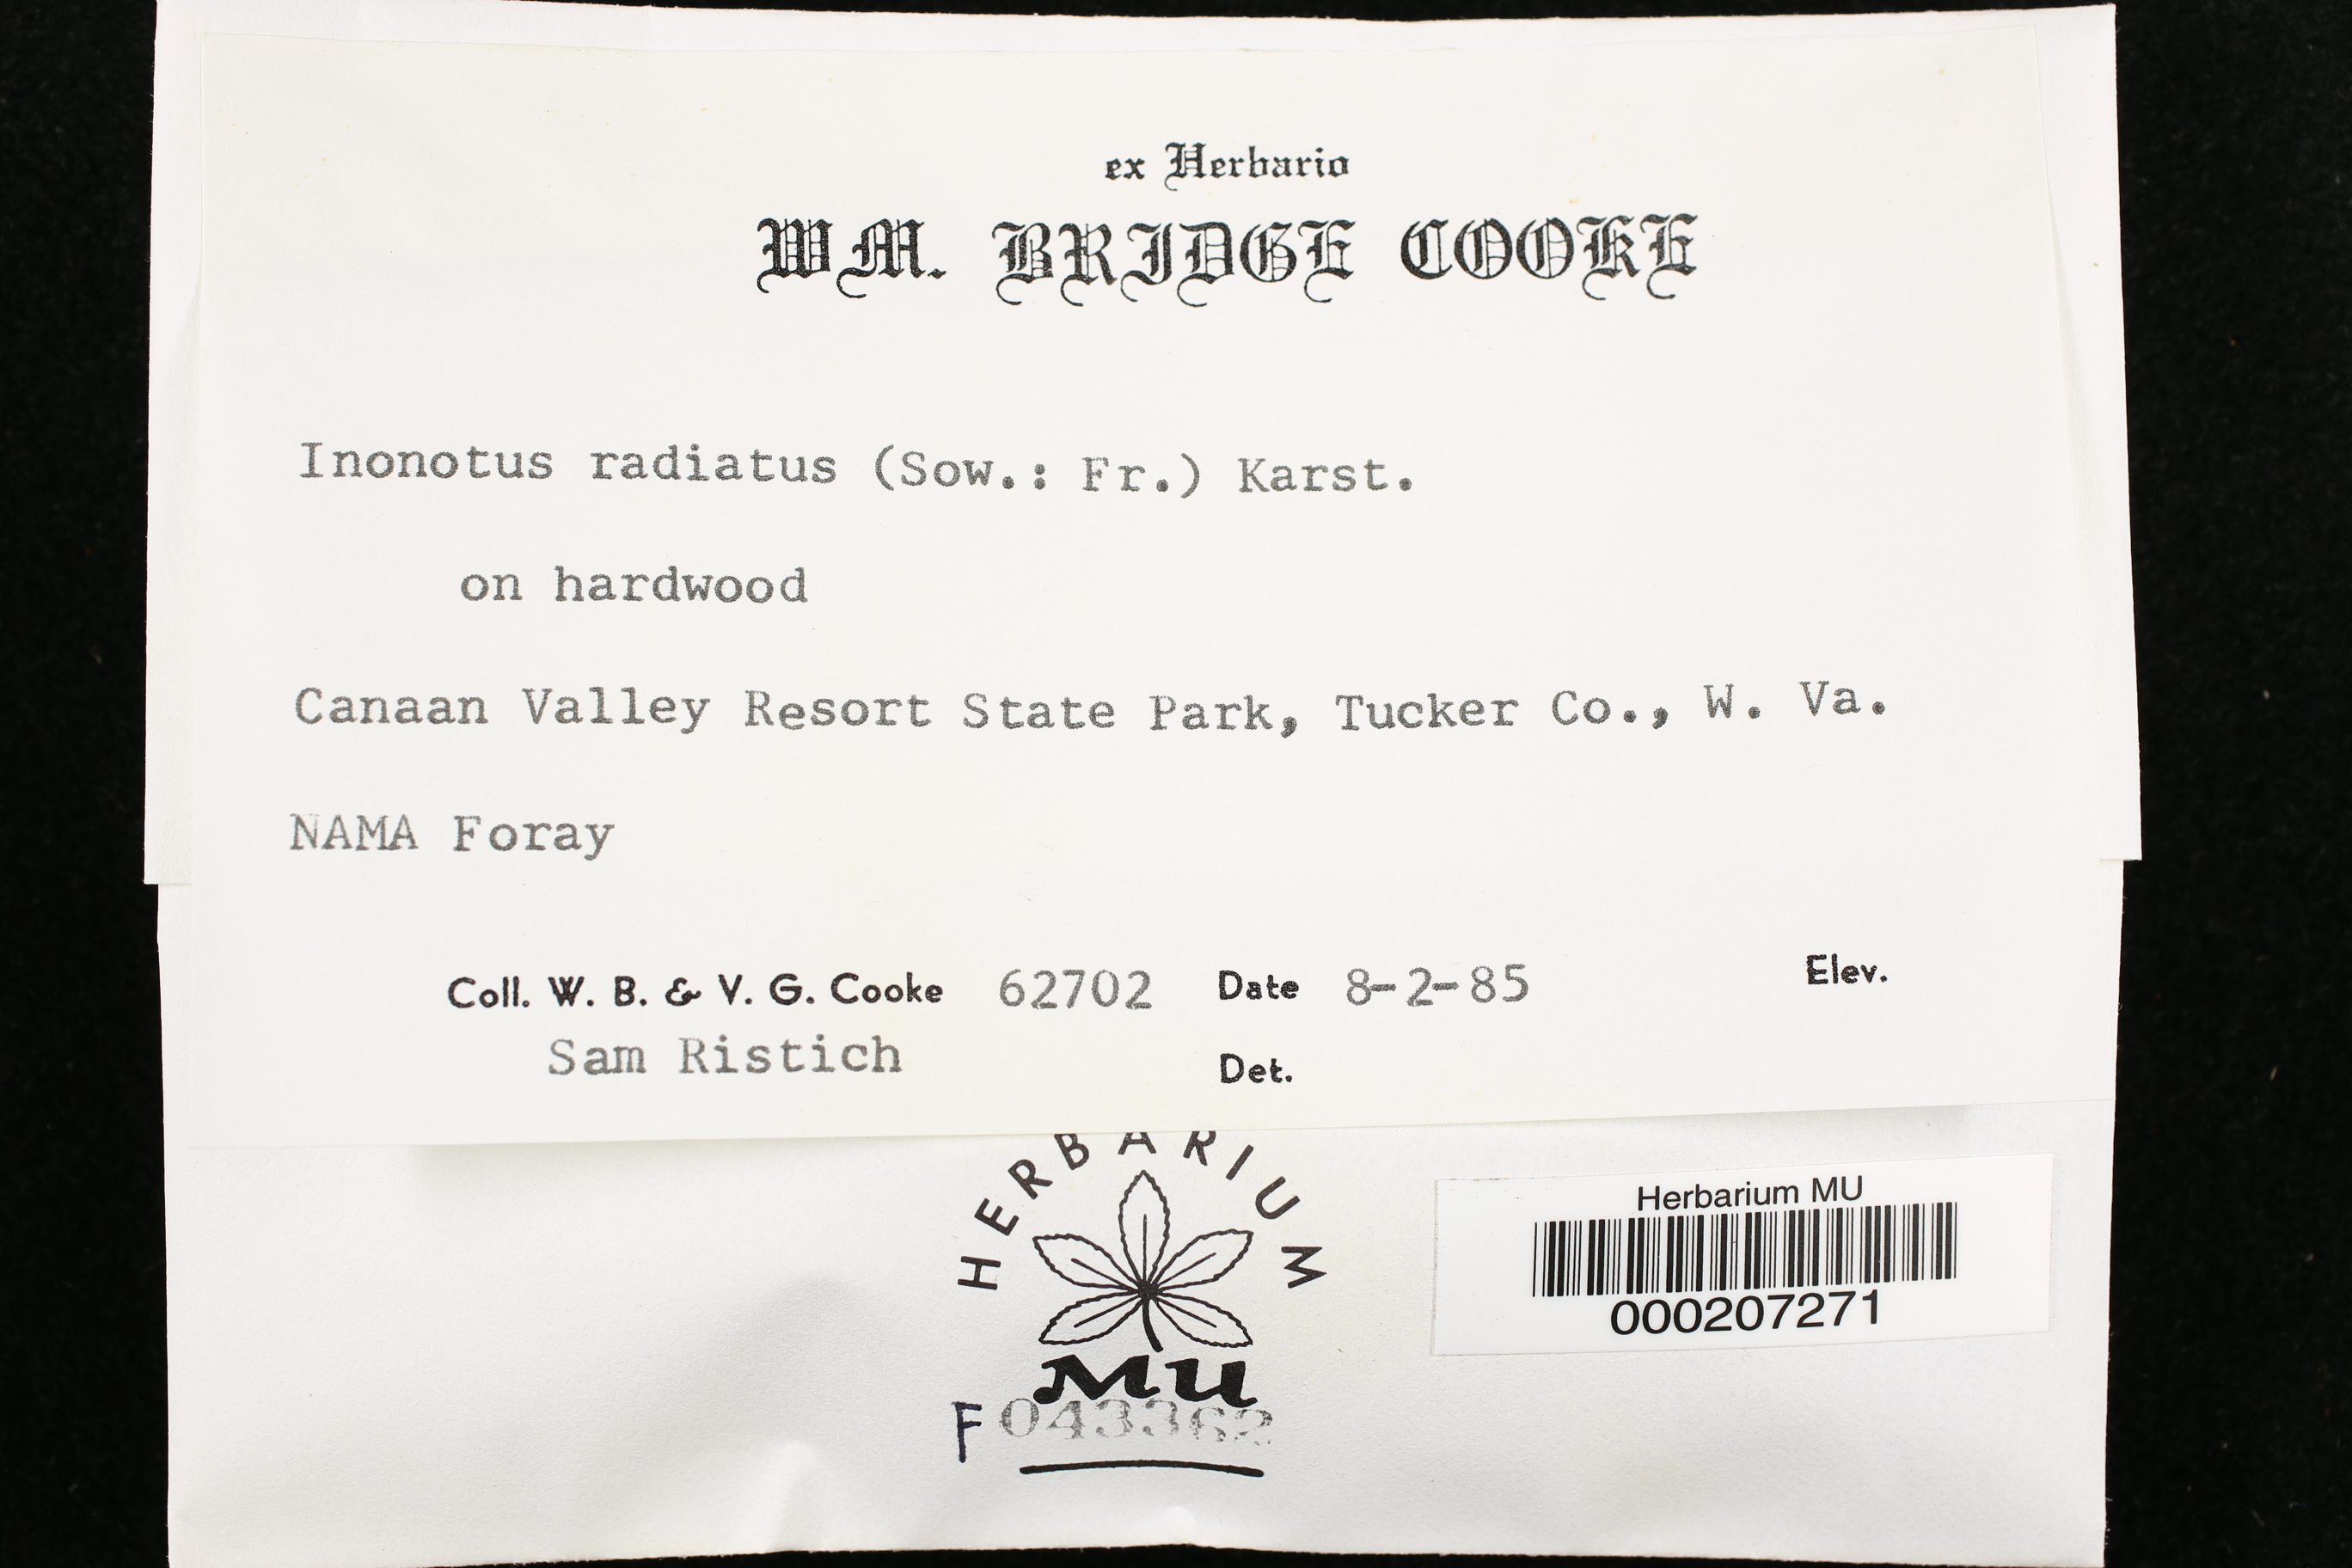 ex Herbario
WM. BRIDGE COOKE
Inonotus radiatus (Sow.: Fr.) Karst.
on hardwood
Canaan Valley Resort State Park, Tucker Co., W. Va.
NAMA Foray
Coll. W. B. & V. G. Cooke 62702 Date 8-2-85 Elev.
Sam Ristich Det.
HERBARIUM
MU
F 043362
Herbarium MU
000207271